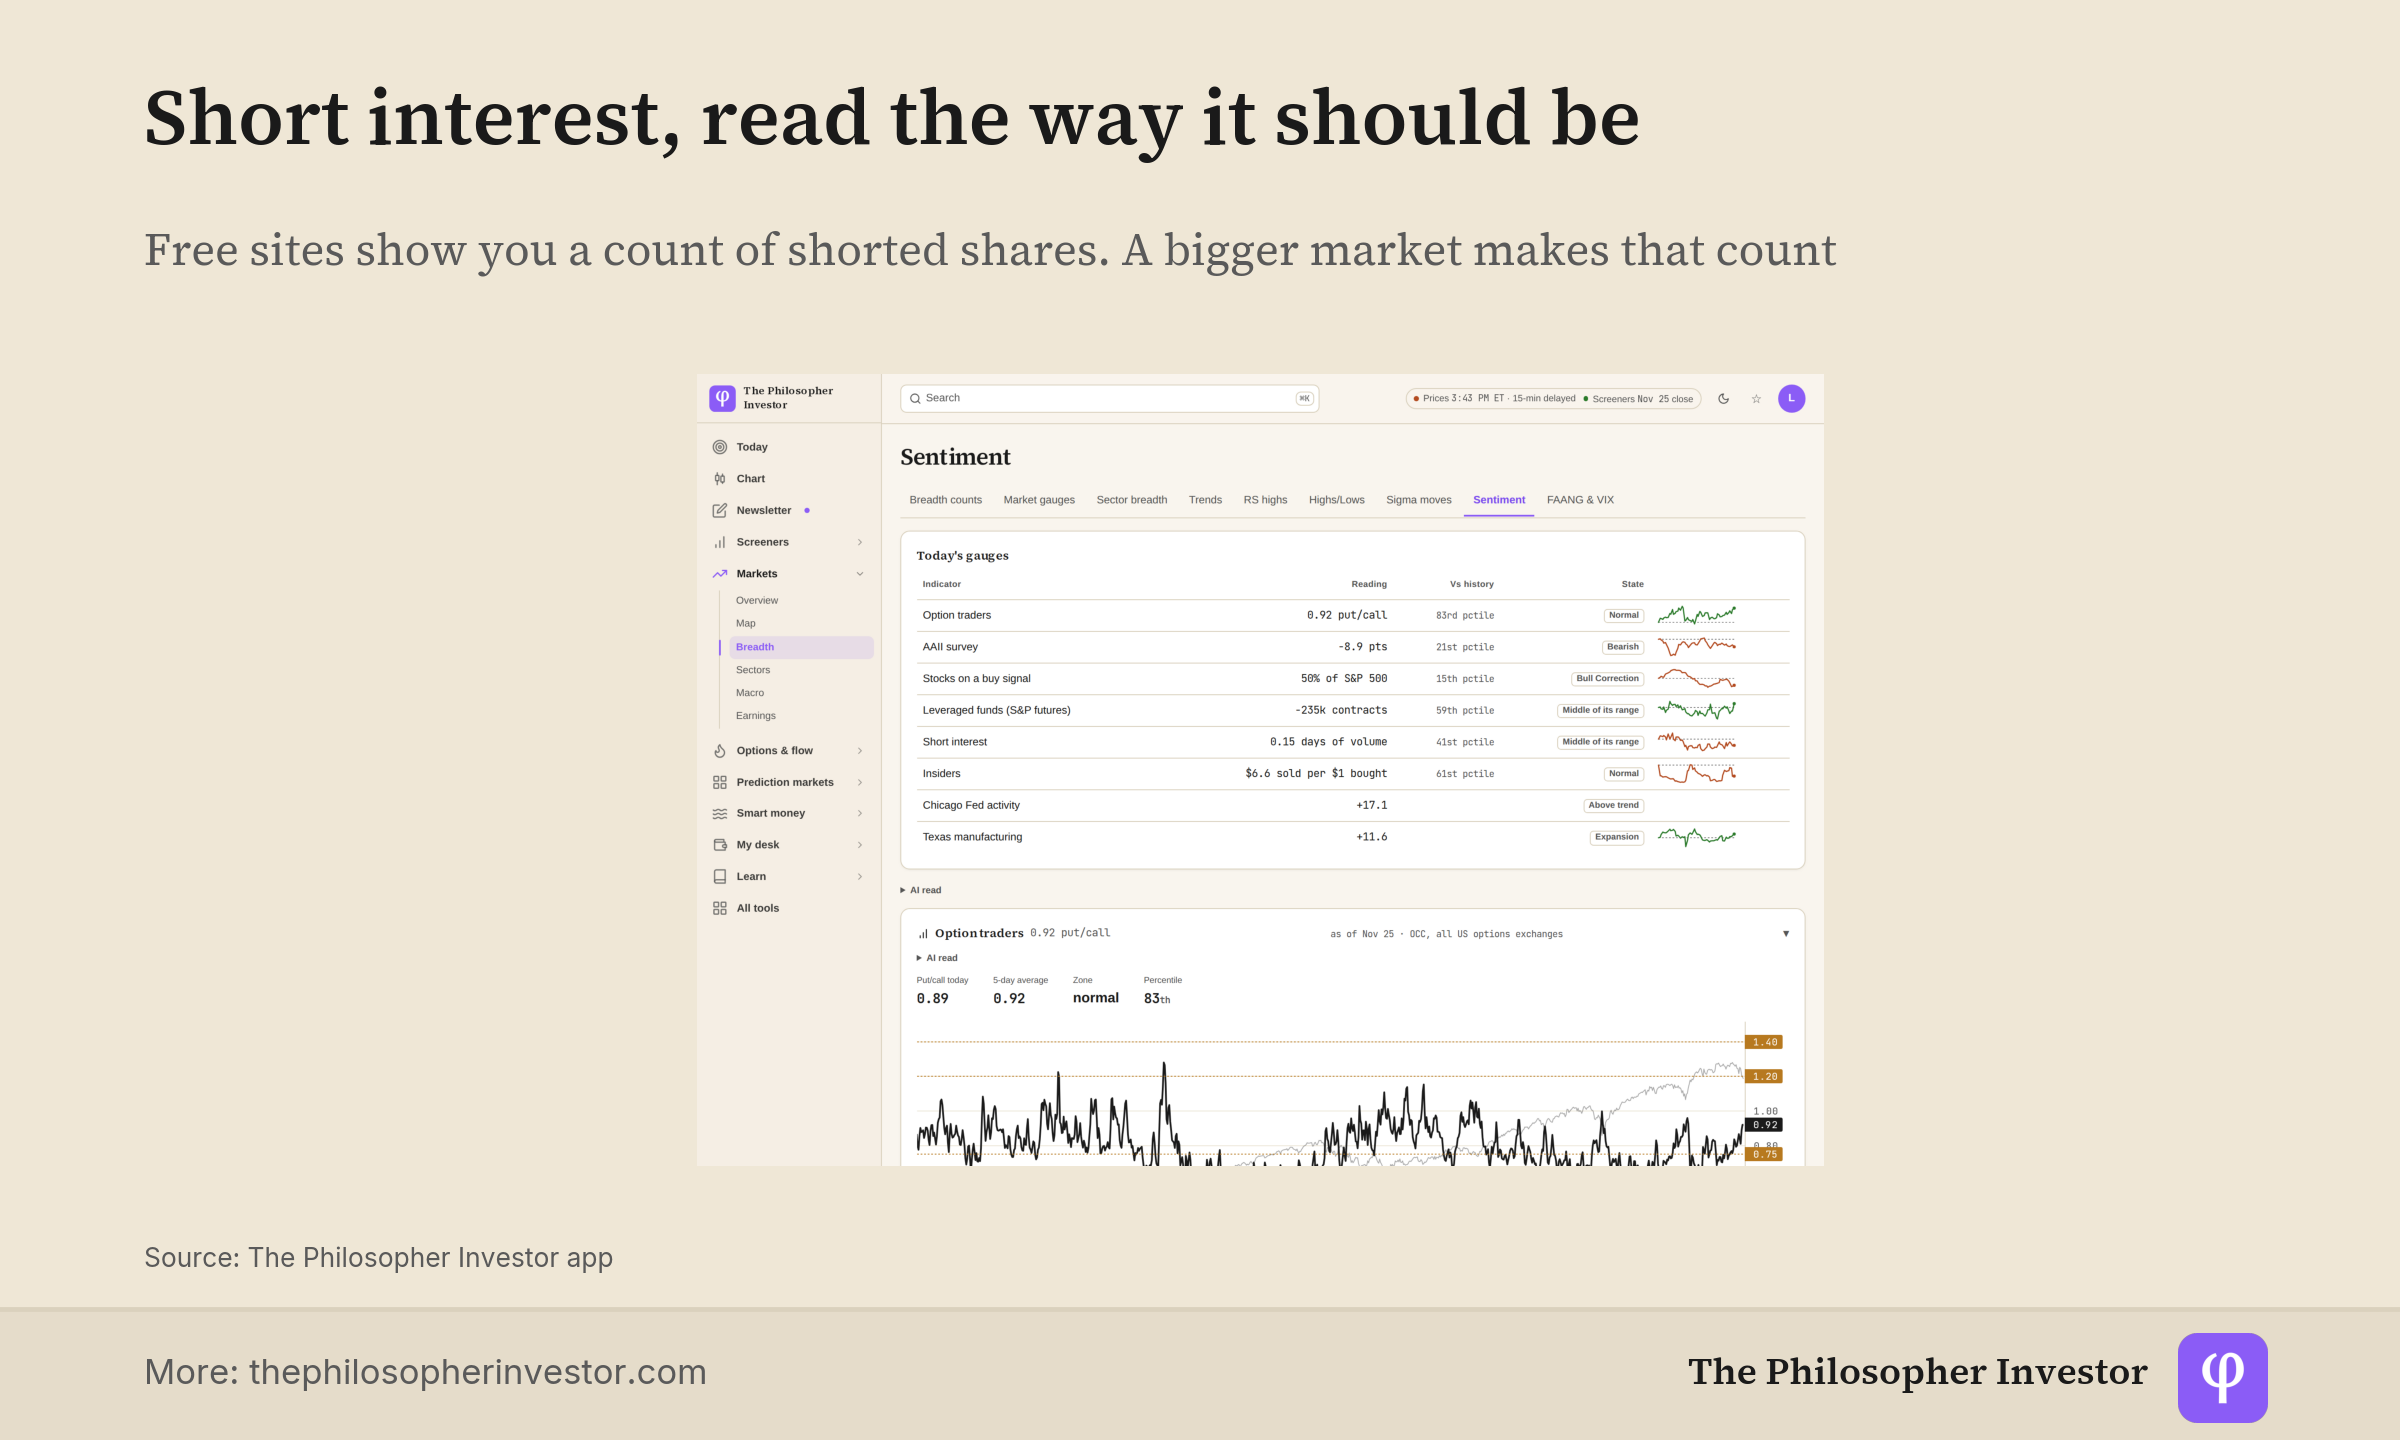 Short interest, read the way it should be
Free sites show you a count of shorted shares. A bigger market makes that count
φ The Philosopher
Investor
Search ⌘K
Prices 3:43 PM ET · 15-min delayed Screeners Nov 25 close
L
Today
Chart
Newsletter
Screeners
Markets
Overview
Map
Breadth
Sectors
Macro
Earnings
Options & flow
Prediction markets
Smart money
My desk
Learn
All tools
Sentiment
Breadth counts Market gauges Sector breadth Trends RS highs Highs/Lows Sigma moves Sentiment FAANG & VIX
Today's gauges
Indicator Reading Vs history State
Option traders 0.92 put/call 83rd pctile Normal
AAII survey -8.9 pts 21st pctile Bearish
Stocks on a buy signal 50% of S&P 500 15th pctile Bull Correction
Leveraged funds (S&P futures) -235k contracts 59th pctile Middle of its range
Short interest 0.15 days of volume 41st pctile Middle of its range
Insiders $6.6 sold per $1 bought 61st pctile Normal
Chicago Fed activity +17.1 Above trend
Texas manufacturing +11.6 Expansion
AI read
Option traders 0.92 put/call as of Nov 25 · OCC, all US options exchanges
AI read
Put/call today 5-day average Zone Percentile
0.89 0.92 normal 83th
1.40
1.20
1.00
0.92
0.80
0.75
Source: The Philosopher Investor app
More: thephilosopherinvestor.com
The Philosopher Investor φ